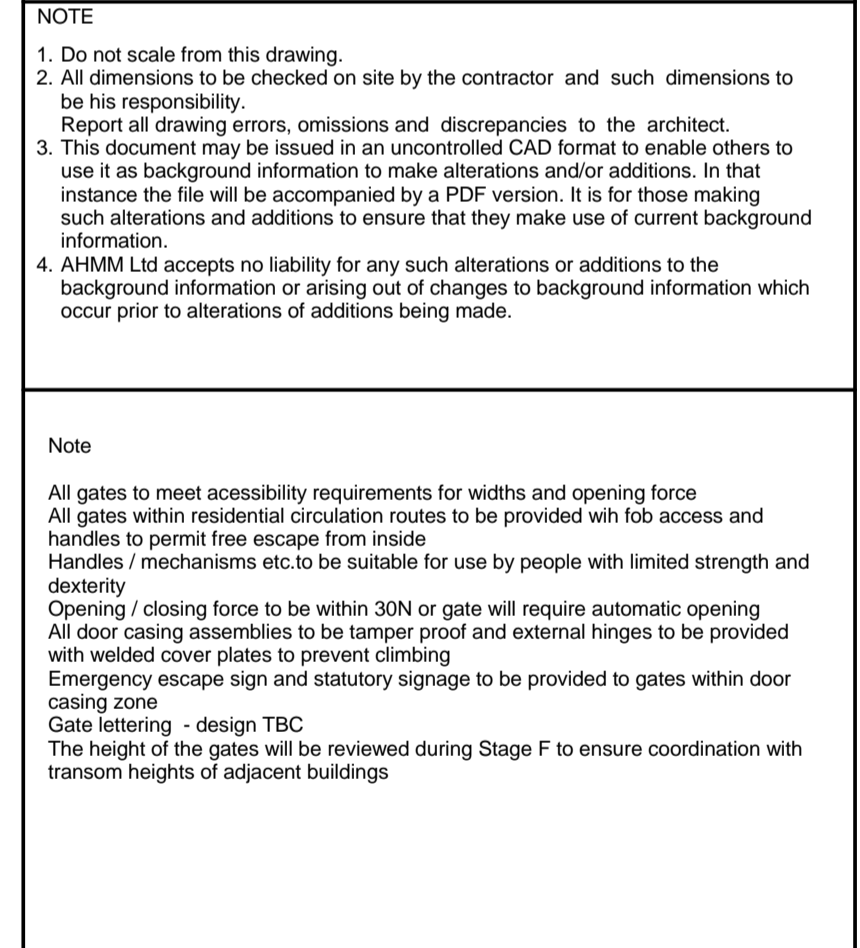 NOTE
1. Do not scale from this drawing.
2. All dimensions to be checked on site by the contractor and such dimensions to
be his responsibility.
Report all drawing errors, omissions and discrepancies to the architect.
3. This document may be issued in an uncontrolled CAD format to enable others to
use it as background information to make alterations and/or additions. In that
instance the file will be accompanied by a PDF version. It is for those making
such alterations and additions to ensure that they make use of current background
information.
4. AHMM Ltd accepts no liability for any such alterations or additions to the
background information or arising out of changes to background information which
occur prior to alterations of additions being made.
Note
All gates to meet acessibility requirements for widths and opening force
All gates within residential circulation routes to be provided wih fob access and
handles to permit free escape from inside
Handles / mechanisms etc.to be suitable for use by people with limited strength and
dexterity
Opening / closing force to be within 30N or gate will require automatic opening
All door casing assemblies to be tamper proof and external hinges to be provided
with welded cover plates to prevent climbing
Emergency escape sign and statutory signage to be provided to gates within door
casing zone
Gate lettering - design TBC
The height of the gates will be reviewed during Stage F to ensure coordination with
transom heights of adjacent buildings